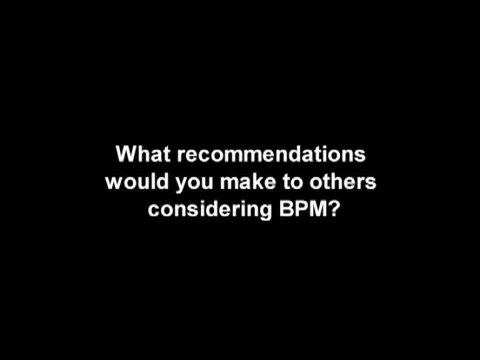 What recommendations
would you make to others
considering BPM?